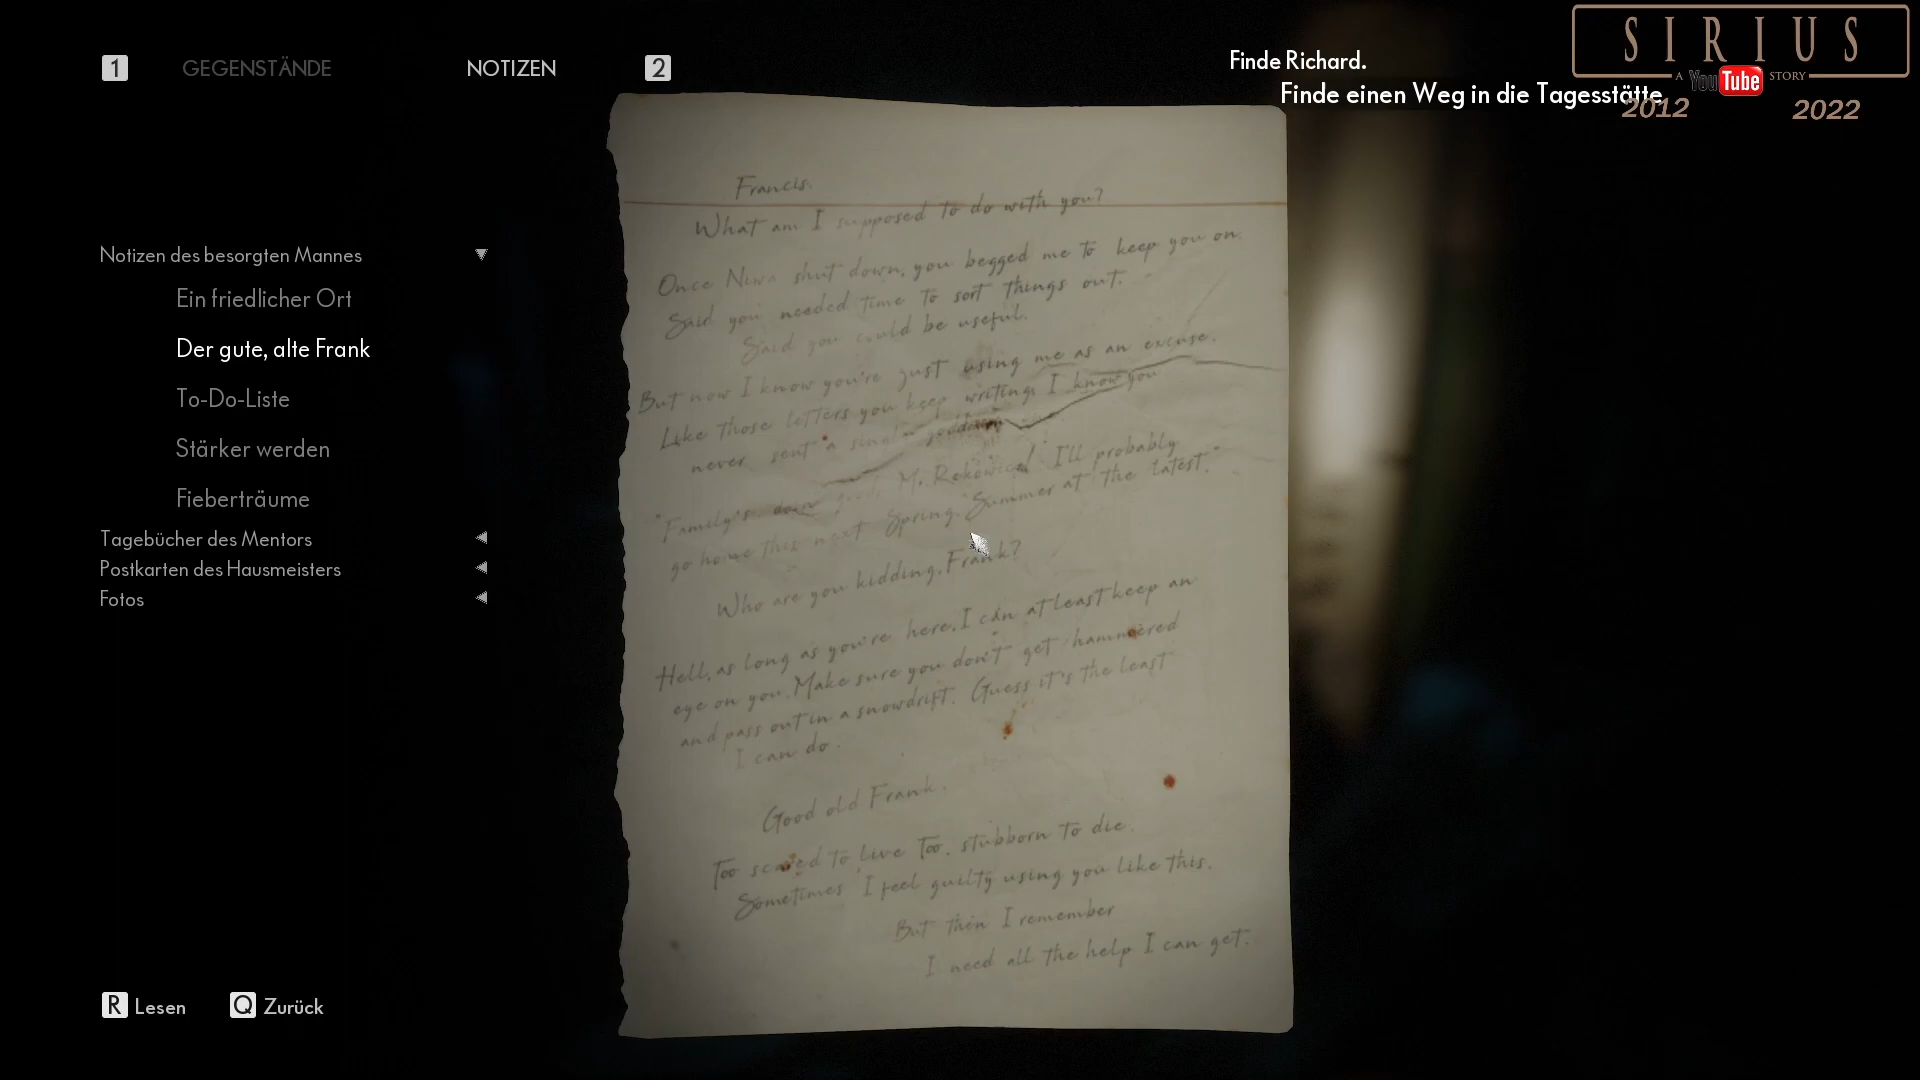 1
GEGENSTÄNDE
NOTIZEN
2
Finde Richard.
Finde einen Weg in die Tagesstätte
SIRIUS
A YouTube STORY
2012 2022
Notizen des besorgten Mannes
Ein friedlicher Ort
Der gute, alte Frank
To-Do-Liste
Stärker werden
Fieberträume
Tagebücher des Mentors
Postkarten des Hausmeisters
Fotos
R Lesen
Q Zurück
Francis.
What am I supposed to do with you?
Once Niwa shut down, you begged me to keep you on.
Said you needed time to sort things out.
Said you could be useful.
But now I know you're just using me as an excuse.
Like those letters you keep writing. I know you
never sent a single goddamn
"Family's doin' good, Mr. I'll probably
go home this next Spring. Summer at the latest."
Who are you kidding, Frank?
Hell, as long as you're here, I can at least keep an
eye on you. Make sure you don't get hammered
and pass out in a snowdrift. Guess it's the least
I can do.
Good old Frank.
Too scared to live. Too stubborn to die.
Sometimes I feel guilty using you like this.
But then I remember
I need all the help I can get.